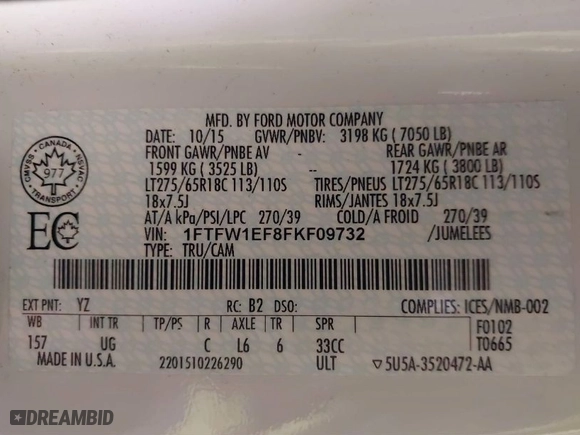 MFD. BY FORD MOTOR COMPANY
DATE: 10/15 GVWR/PNBV: 3198 KG ( 7050 LB)
FRONT GAWR/PNBE AV - REAR GAWR/PNBE AR
1599 KG ( 3525 LB) - 1724 KG ( 3800 LB)
LT275/65R18C 113/110S TIRES/PNEUS LT275/65R18C 113/110S
18x7.5J RIMS/JANTES 18x7.5J
AT/A kPa/PSI/LPC 270/39 COLD/A FROID 270/39
VIN: 1FTFW1EF8FKF09732 /JUMELEES
TYPE: TRU/CAM
CANADA
CMVSS 977 NSVAC
TRANSPORT
EC
EXT PNT: YZ RC: B2 DSO: COMPLIES: ICES/NMB-002
WB INT TR TP/PS R AXLE TR SPR F0102
157 UG C L6 6 33CC T0665
MADE IN U.S.A. 2201510226290 ULT ▽5U5A-3520472-AA
DREAMBID